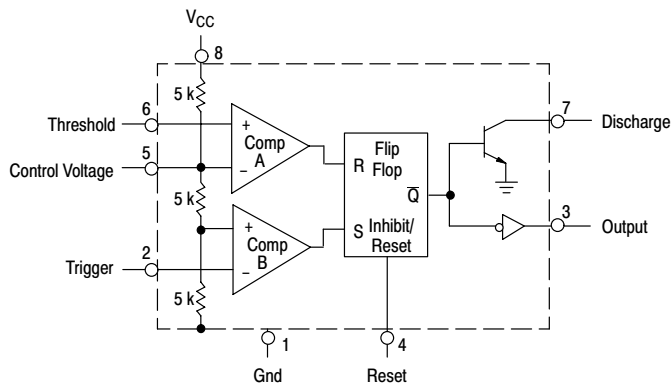 VCC
8
5 k
6
Threshold
+
Comp
A
−
5
Control Voltage
5 k
+
Comp
B
−
2
Trigger
5 k
R
Flip
Flop
Q̅
S
Inhibit/
Reset
7
Discharge
3
Output
1
Gnd
4
Reset